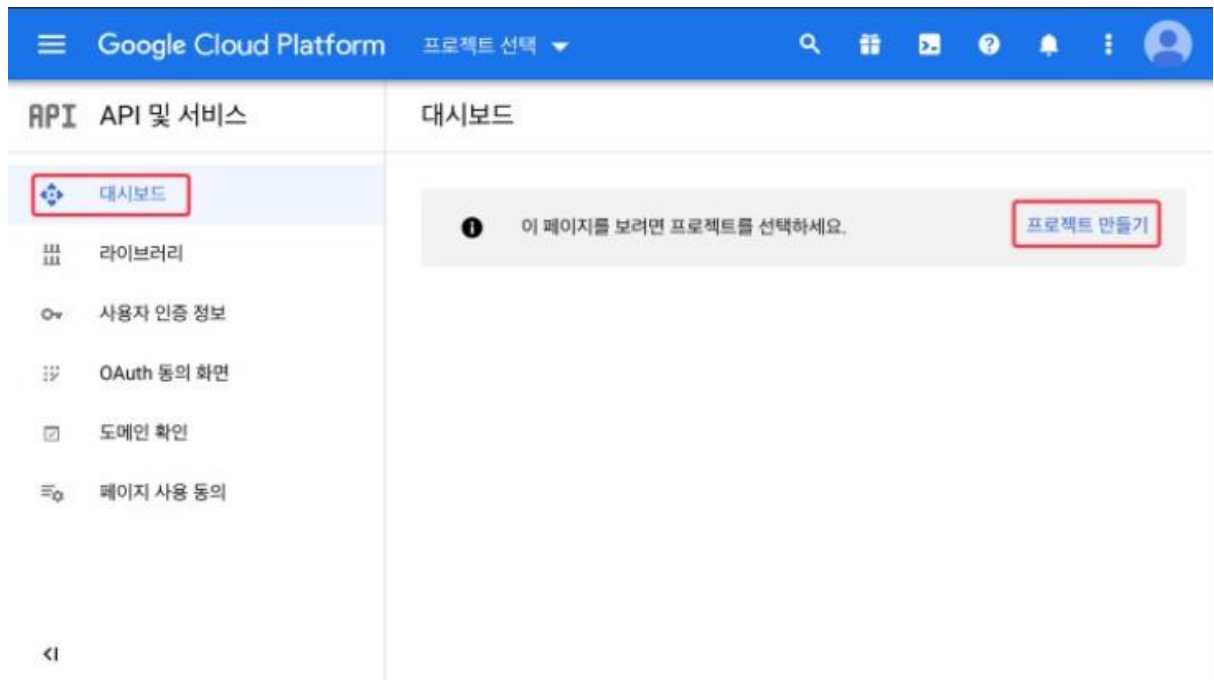 Google Cloud Platform 프로젝트 선택
API API 및 서비스
대시보드
대시보드
이 페이지를 보려면 프로젝트를 선택하세요.
프로젝트 만들기
라이브러리
사용자 인증 정보
OAuth 동의 화면
도메인 확인
페이지 사용 동의